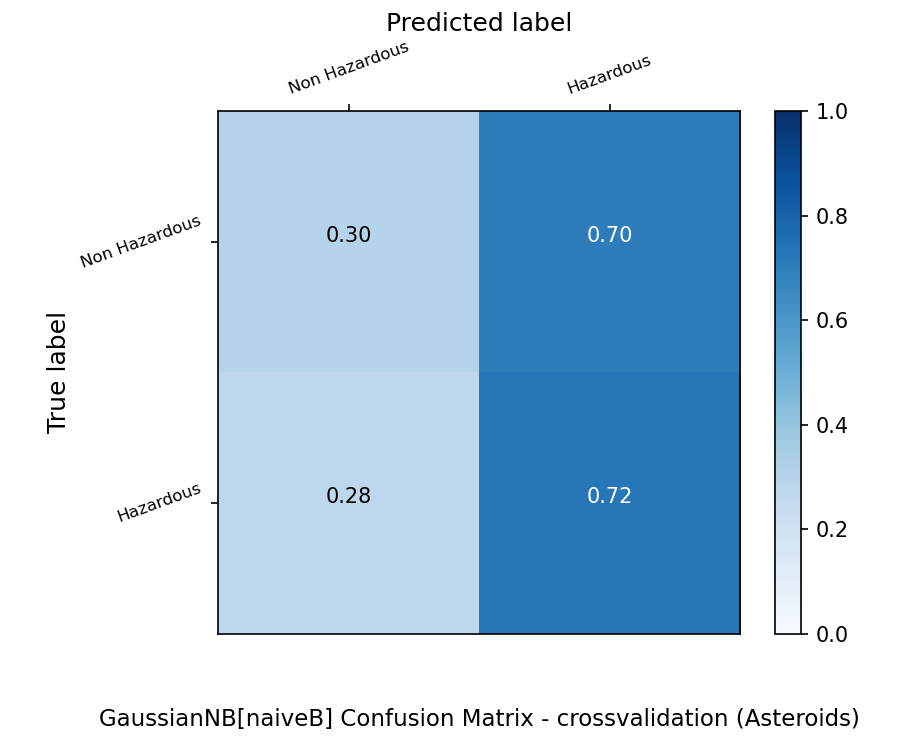 Predicted label
Non Hazardous
Hazardous
1.0
Non Hazardous
0.30
0.70
0.8
0.6
True label
0.4
Hazardous
0.28
0.72
0.2
0.0
GaussianNB[naiveB] Confusion Matrix - crossvalidation (Asteroids)